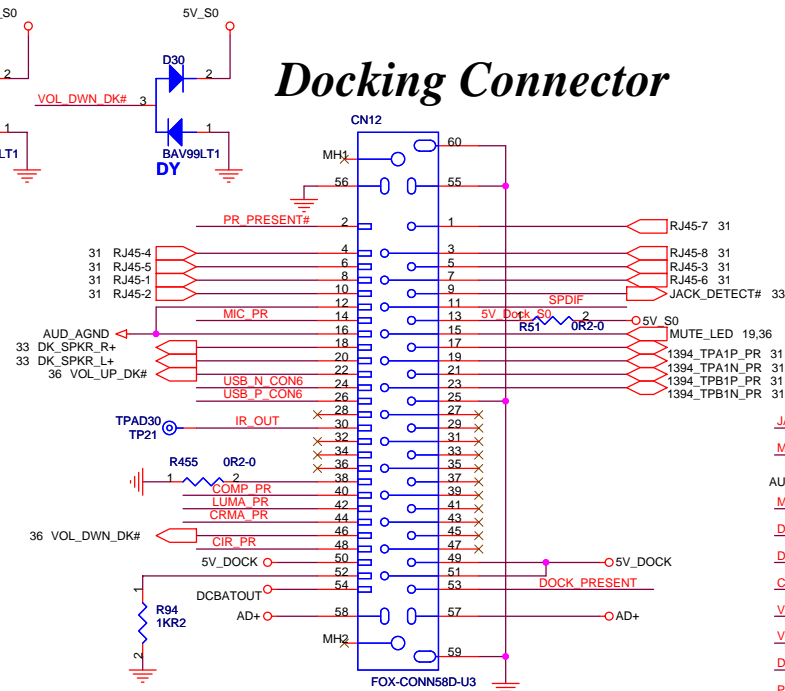 _S0
5V_S0
2
D30
2
VOL_DWN_DK#
3
1
LT1
1
BAV99LT1
DY
Docking Connector
CN12
MH1
60
56
55
PR_PRESENT#
2
1
RJ45-7 31
31 RJ45-4
4
3
RJ45-8 31
31 RJ45-5
6
5
RJ45-3 31
31 RJ45-1
8
7
RJ45-6 31
31 RJ45-2
10
9
JACK_DETECT# 33
12
11
SPDIF
MIC_PR
14
13
5V_Dock_S0
1
2
5V_S0
R51
0R2-0
AUD_AGND
16
15
MUTE_LED 19,36
33 DK_SPKR_R+
18
17
1394_TPA1P_PR 31
33 DK_SPKR_L+
20
19
1394_TPA1N_PR 31
36 VOL_UP_DK#
22
21
1394_TPB1P_PR 31
USB_N_CON6
24
23
1394_TPB1N_PR 31
USB_P_CON6
26
25
28
27
TPAD30
TP21
IR_OUT
30
29
32
31
34
33
36
35
R455
0R2-0
1
2
38
37
COMP_PR
40
39
LUMA_PR
42
41
CRMA_PR
44
43
36 VOL_DWN_DK#
46
45
CIR_PR
48
47
5V_DOCK
50
49
5V_DOCK
52
51
DCBATOUT
54
53
DOCK_PRESENT
1
R94
1KR2
2
AD+
58
57
AD+
MH2
59
FOX-CONN58D-U3
JA
M
AU
M
D
D
C
V
V
D
P